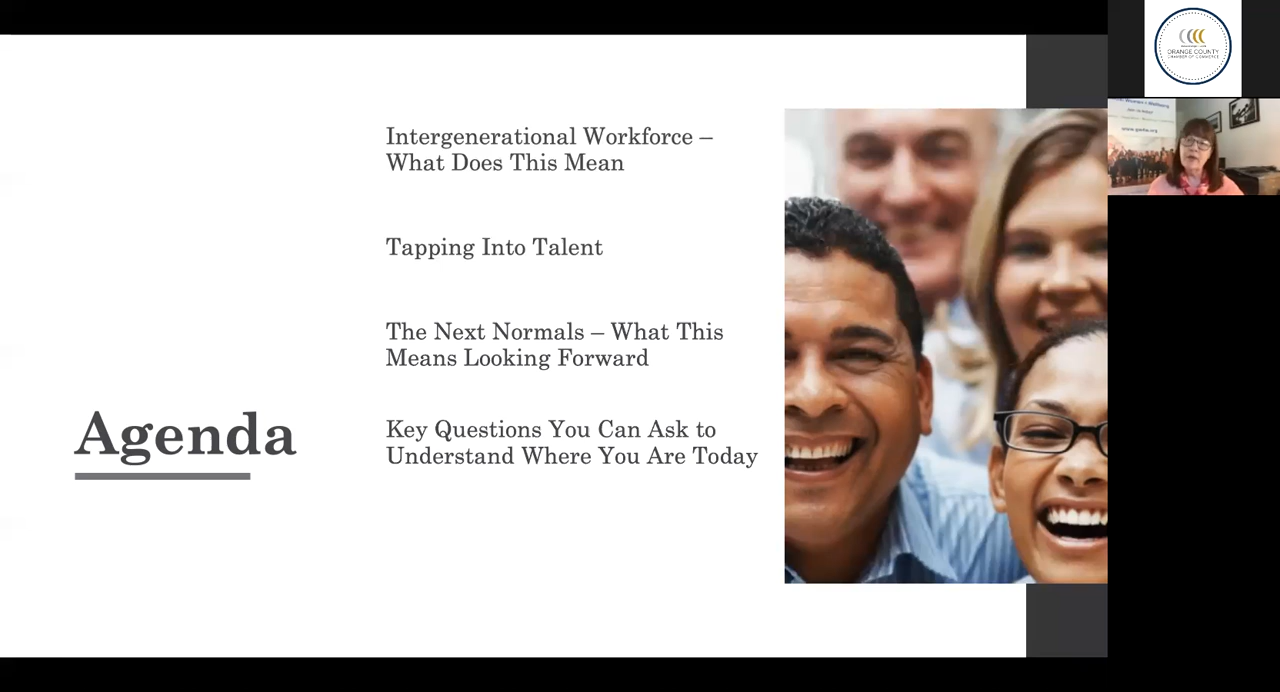 Agenda
Intergenerational Workforce –
What Does This Mean
Tapping Into Talent
The Next Normals – What This
Means Looking Forward
Key Questions You Can Ask to
Understand Where You Are Today
ORANGE COUNTY
CHAMBER OF COMMERCE